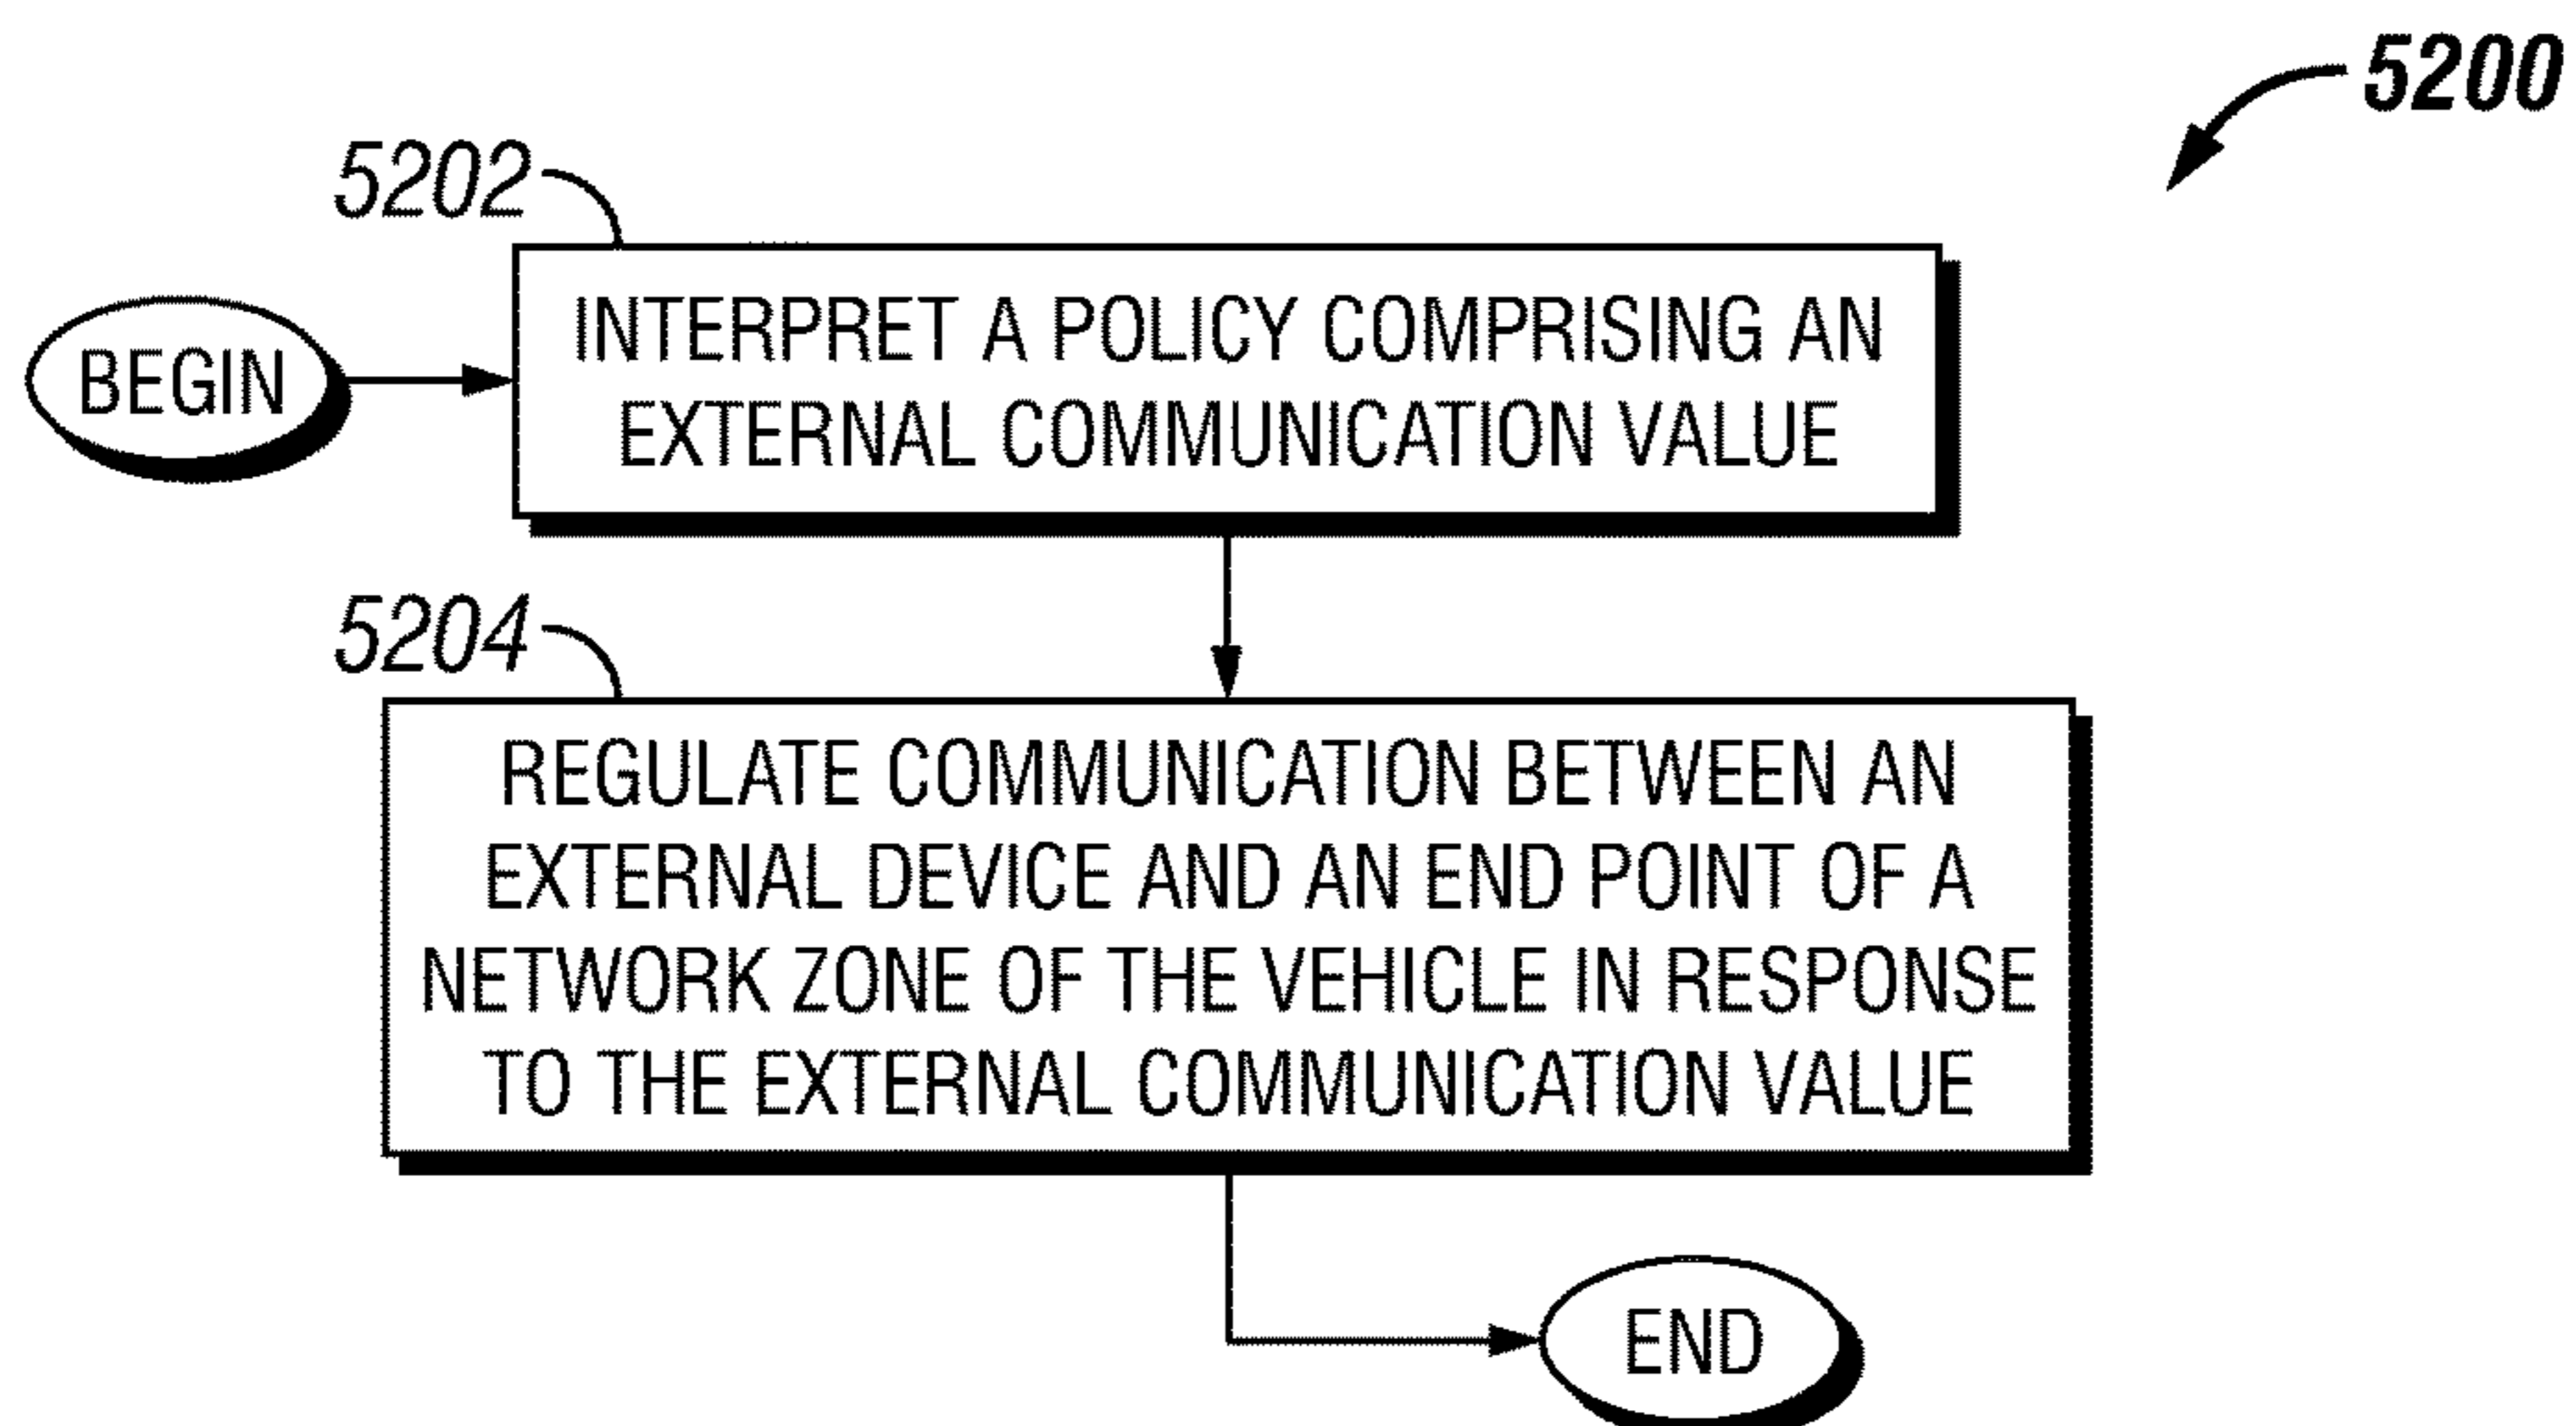 5200
5202
INTERPRET A POLICY COMPRISING AN
EXTERNAL COMMUNICATION VALUE
BEGIN
5204
REGULATE COMMUNICATION BETWEEN AN
EXTERNAL DEVICE AND AN END POINT OF A
NETWORK ZONE OF THE VEHICLE IN RESPONSE
TO THE EXTERNAL COMMUNICATION VALUE
END